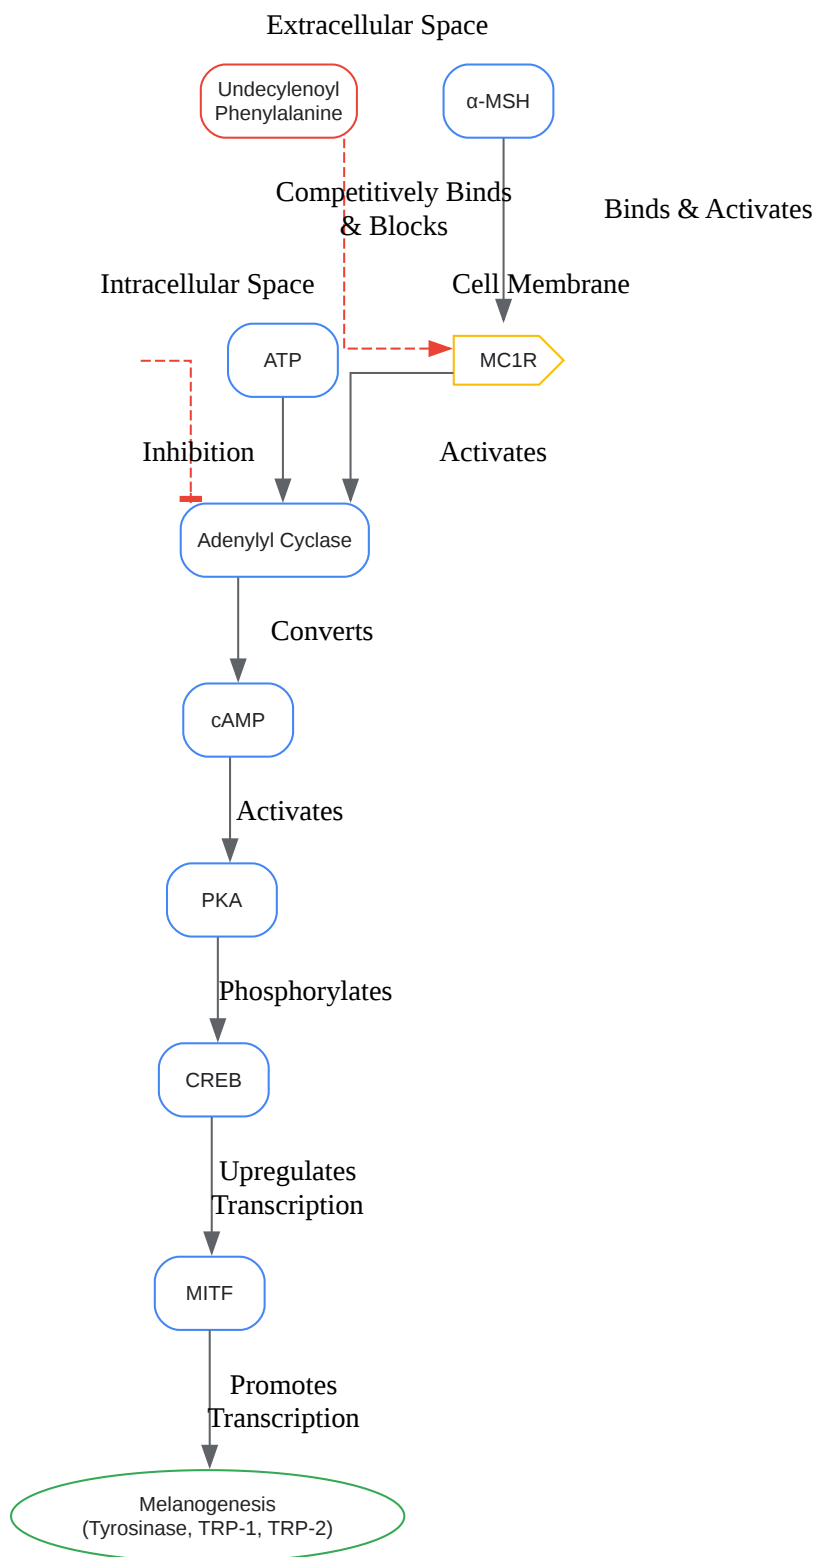 Extracellular Space
Undecylenoyl
Phenylalanine
α-MSH
Competitively Binds
& Blocks
Binds & Activates
Intracellular Space
Cell Membrane
ATP
MC1R
Inhibition
Activates
Adenylyl Cyclase
Converts
cAMP
Activates
PKA
Phosphorylates
CREB
Upregulates
Transcription
MITF
Promotes
Transcription
Melanogenesis
(Tyrosinase, TRP-1, TRP-2)